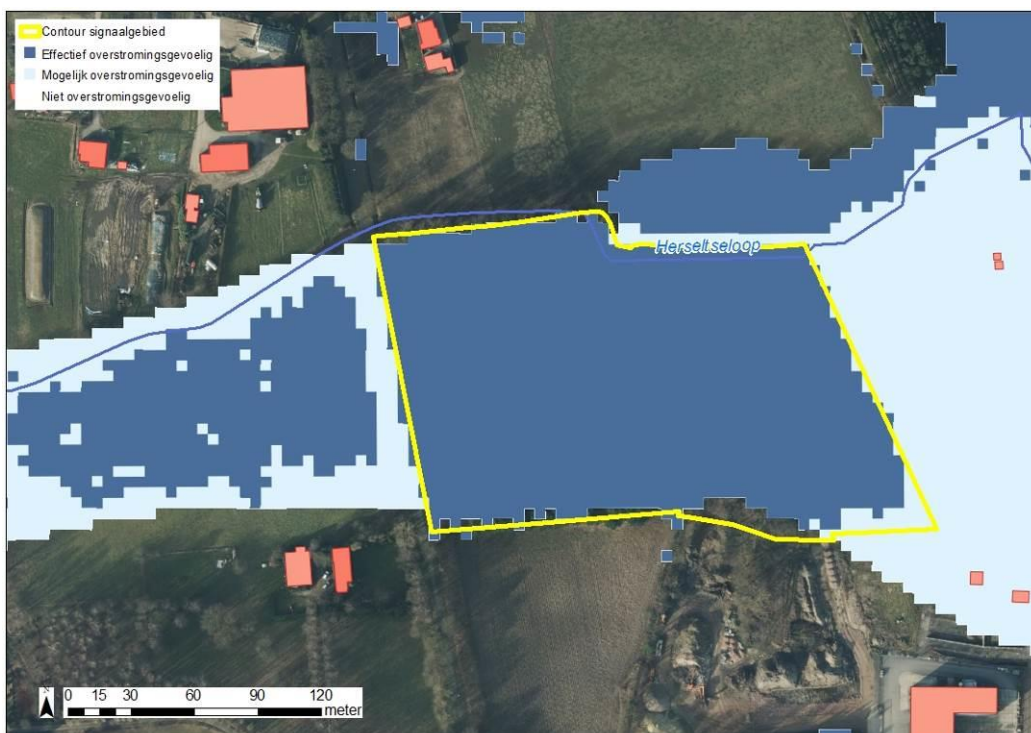 Contour signaalgebied
Effectief overstromingsgevoelig
Mogelijk overstromingsgevoelig
Niet overstromingsgevoelig
Herseltseloop
0 15 30 60 90 120
meter